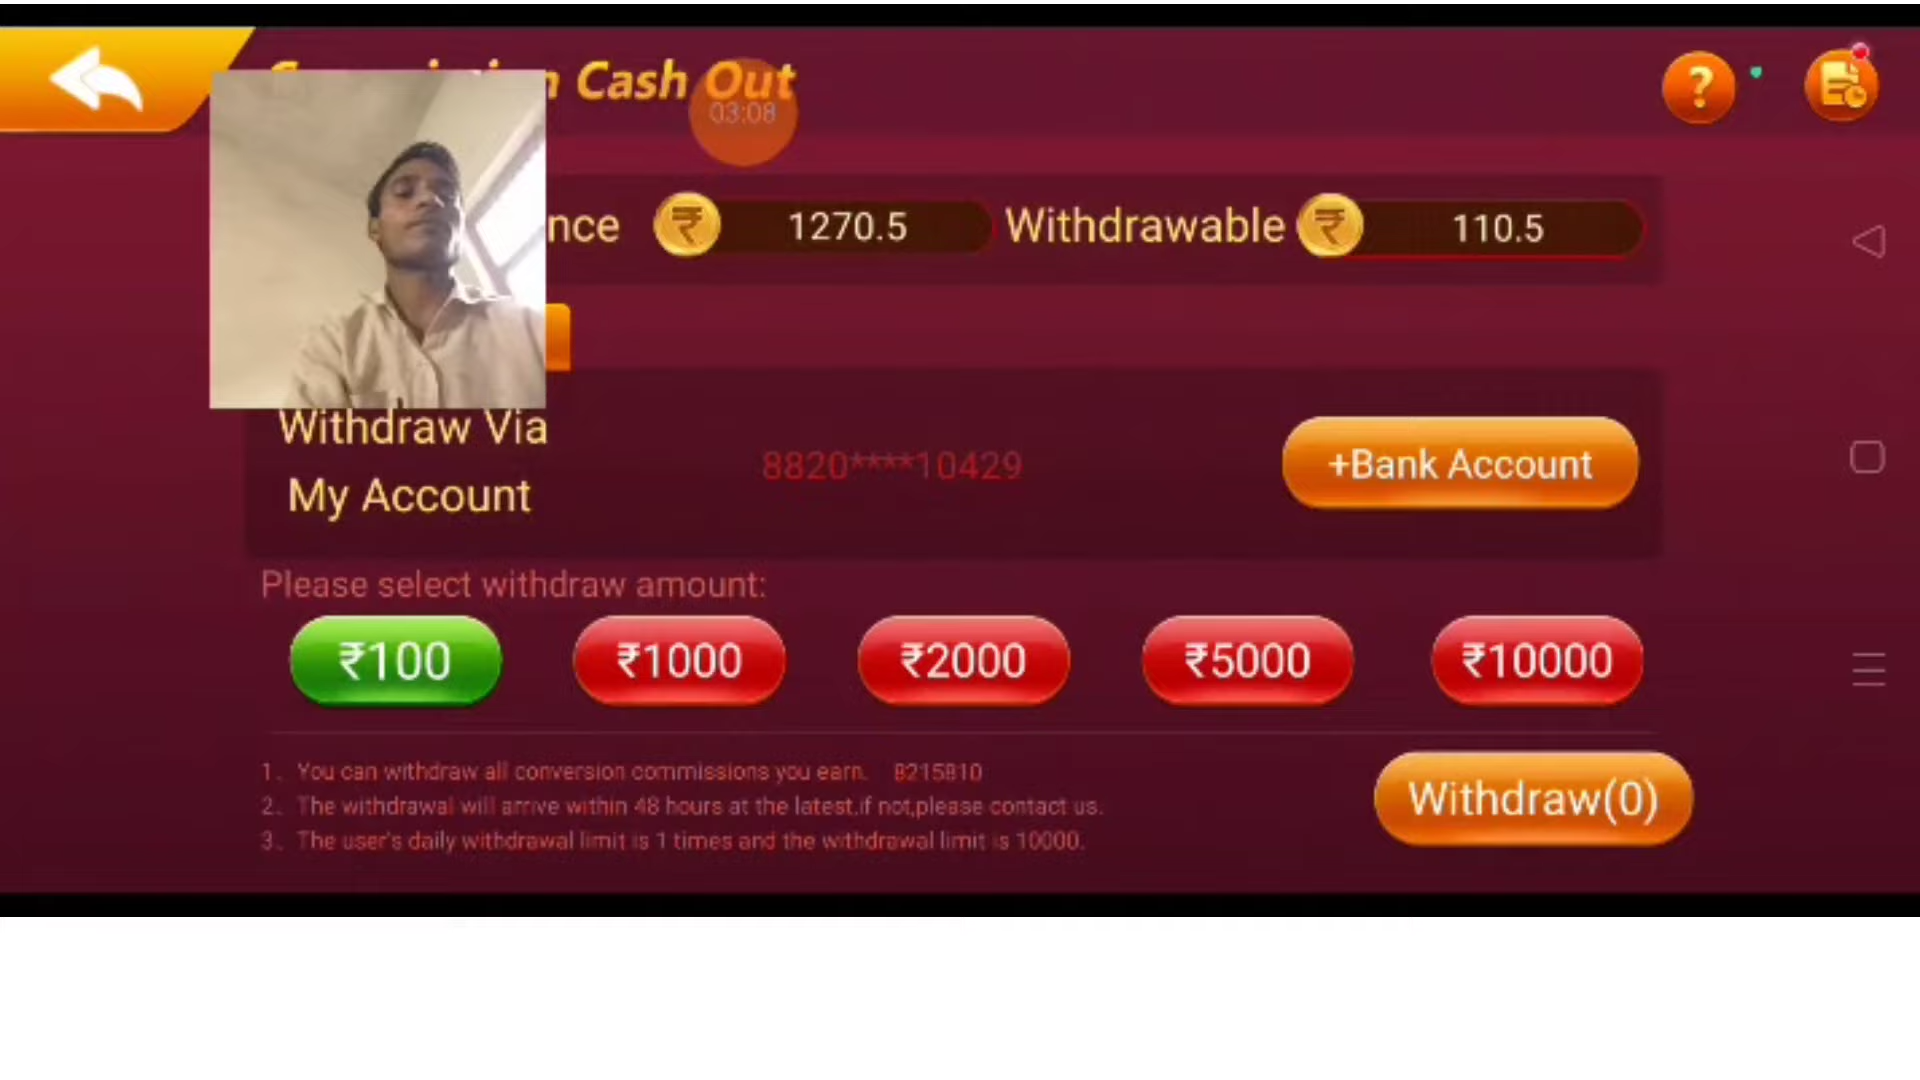 Cash Out
03:08
1270.5
Withdrawable
110.5
Withdraw Via
My Account
8820****10429
+Bank Account
Please select withdraw amount:
₹100
₹1000
₹2000
₹5000
₹10000
1. You can withdraw all conversion commissions you earn. 8215810
2. The withdrawal will arrive within 48 hours at the latest,if not,please contact us.
3. The user's daily withdrawal limit is 1 times and the withdrawal limit is 10000.
Withdraw(0)